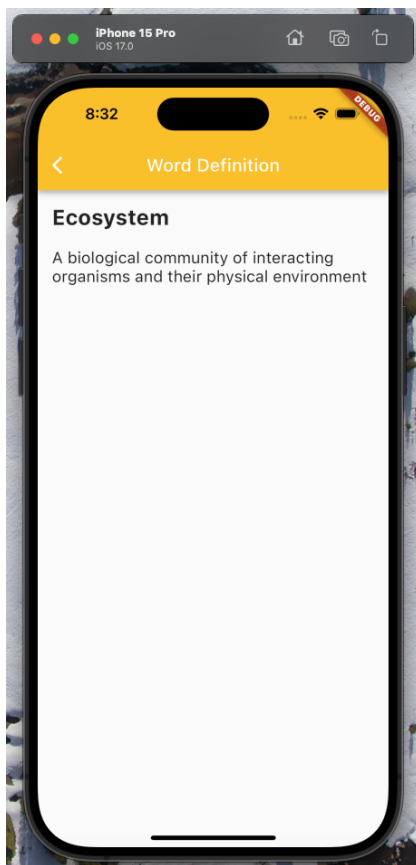 iPhone 15 Pro
iOS 17.0
8:32
DEBUG
Word Definition
Ecosystem
A biological community of interacting
organisms and their physical environment